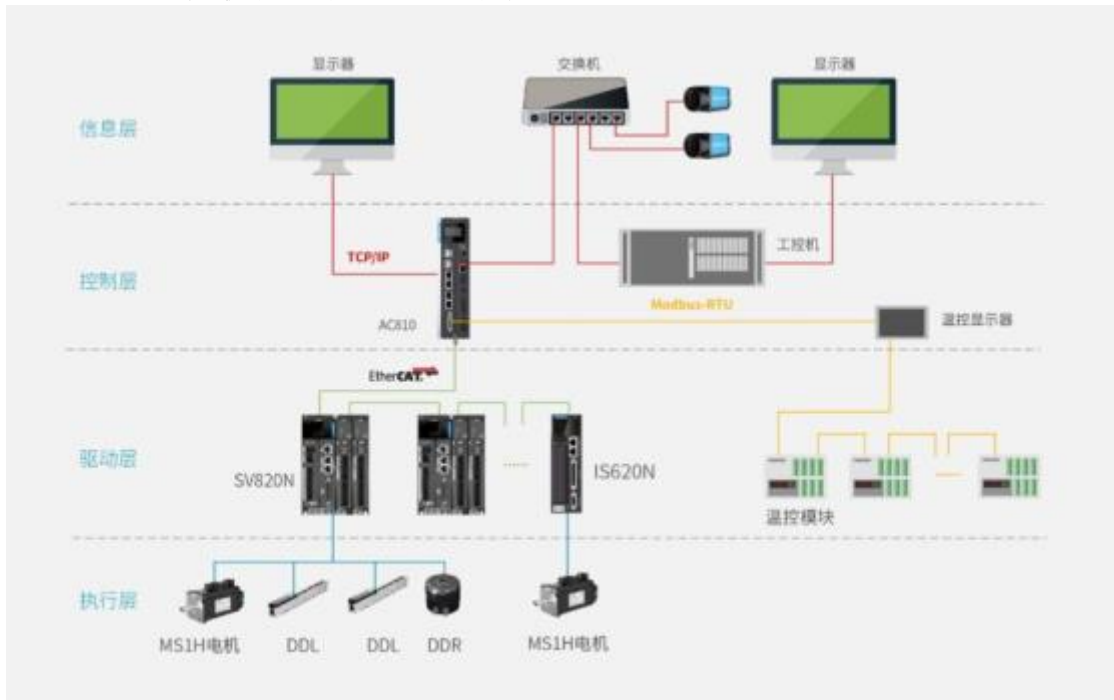 显示器
交换机
显示器
信息层
TCP/IP
工控机
控制层
Modbus-RTU
AC810
温控显示器
EtherCAT
驱动层
SV820N
IS620N
温控模块
执行层
MS1H电机
DDL
DDL
DDR
MS1H电机